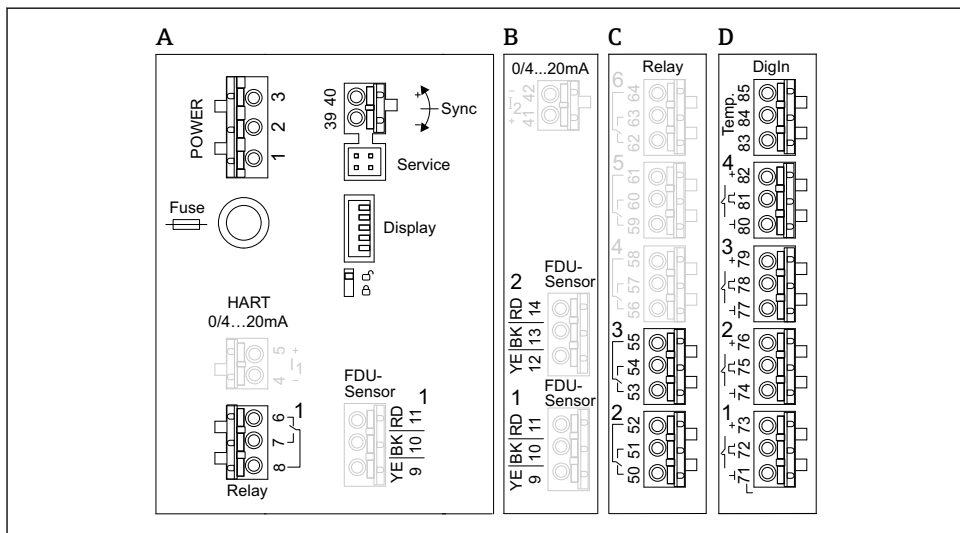 A
POWER
3
2
1
39 40
+
-
Sync
Service
Fuse
Display
HART
0/4...20mA
4 5
+
1
-
1
6
7
8
Relay
FDU-
Sensor
1
YE|BK|RD
9|10|11
B
0/4...20mA
-
2
+
41 42
2
FDU-
Sensor
YE|BK|RD
12|13|14
1
FDU-
Sensor
YE|BK|RD
9|10|11
C
Relay
6
62 63 64
5
59 60 61
4
56 57 58
3
53 54 55
2
50 51 52
D
DigIn
Temp.
83 84 85
4
80 81 82
+
3
77 78 79
+
2
74 75 76
+
1
71 72 73
+